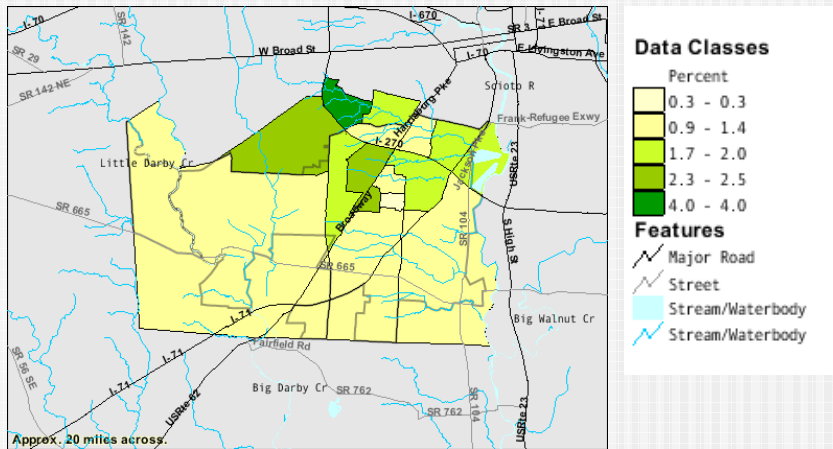 I- 70
SR 142
I- 670
SR 3
E Broad St
I- 71
SR 29
W Broad St
I- 70
E Livingston Ave
SR 142 NE
Scioto R
Harrisburg Pke
Frank-Refugee Exwy
I- 270
Jackson Pke
USRte 23
Little Darby Cr
SR 665
Broadway
SR 104
S High St
SR 665
I- 71
Big Walnut Cr
Fairfield Rd
SR 56 SE
I- 71
USRte 62
Big Darby Cr
SR 762
SR 762
SR 104
USRte 23
Approx. 20 miles across.
Data Classes
Percent
0.3 - 0.3
0.9 - 1.4
1.7 - 2.0
2.3 - 2.5
4.0 - 4.0
Features
Major Road
Street
Stream/Waterbody
Stream/Waterbody